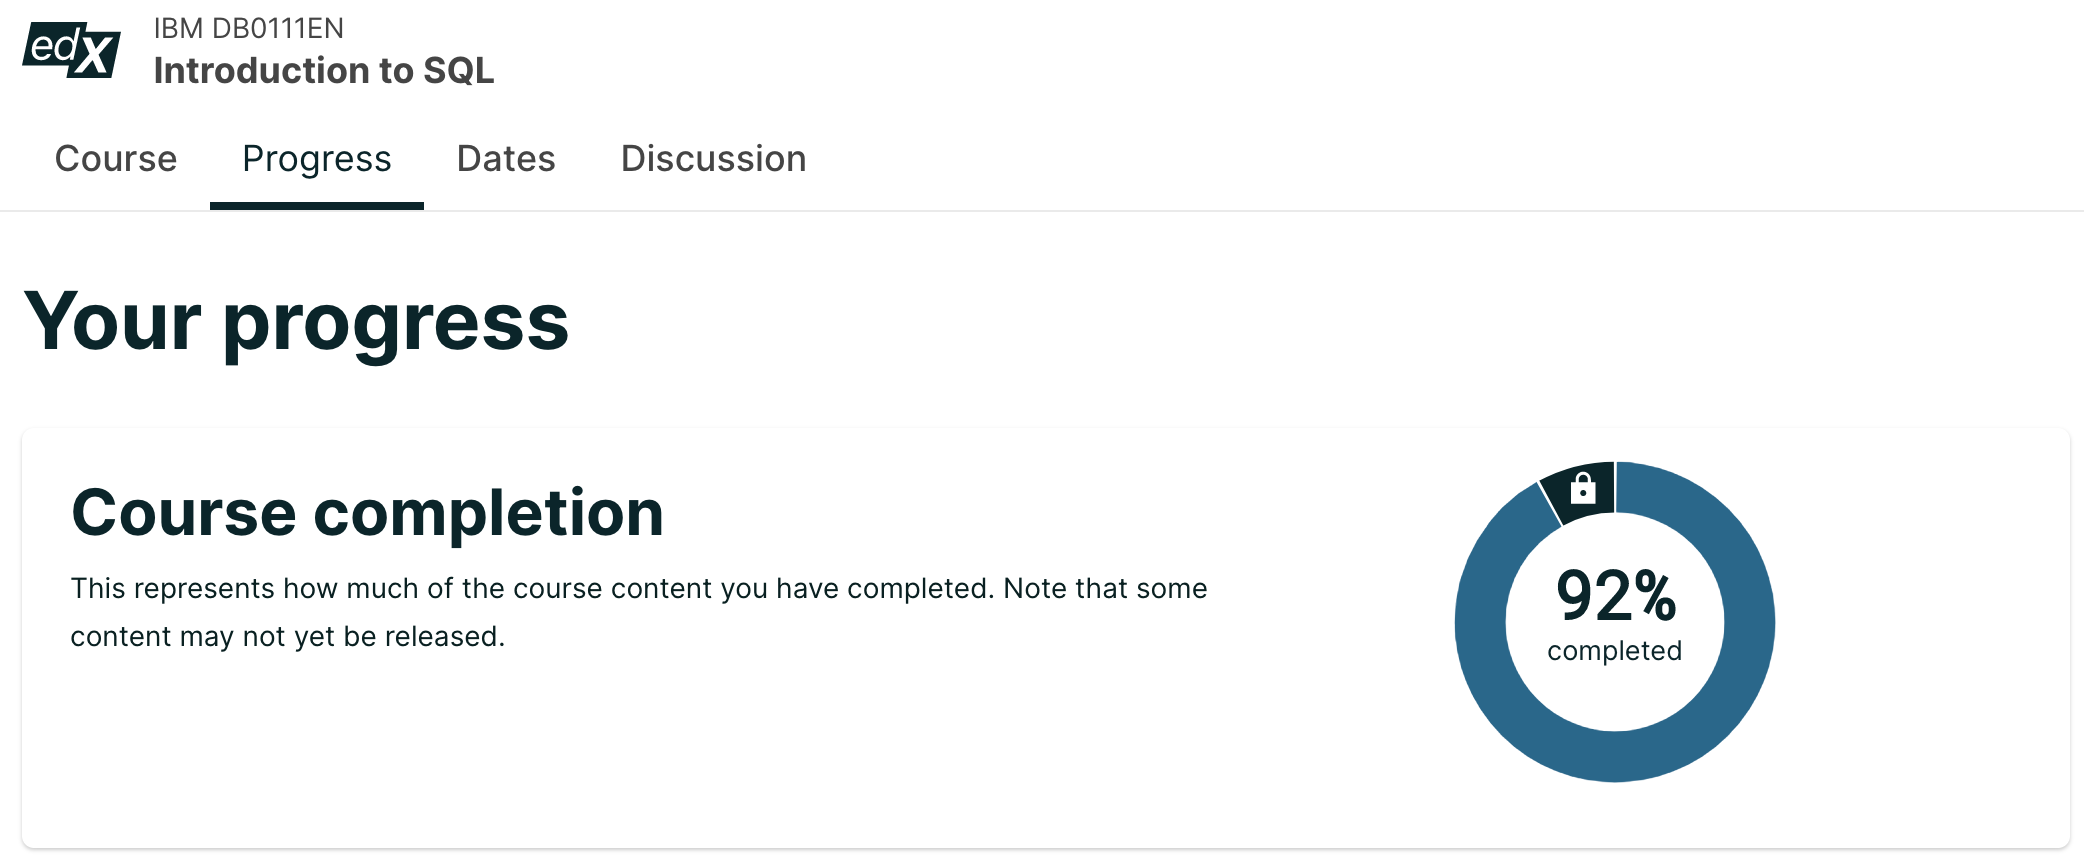 edX
IBM DB0111EN
Introduction to SQL
Course Progress Dates Discussion
Your progress
Course completion
This represents how much of the course content you have completed. Note that some
content may not yet be released.
92%
completed